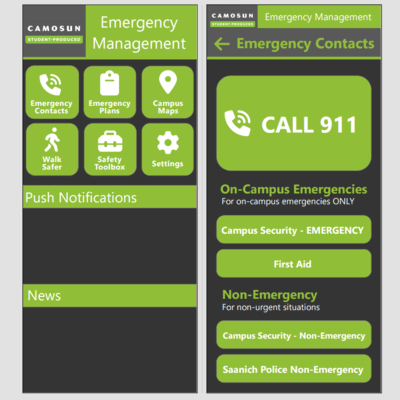 CAMOSUN
STUDENT-PRODUCED
Emergency
Management
Emergency
Contacts
Emergency
Plans
Campus
Maps
Walk
Safer
Safety
Toolbox
Settings
Push Notifications
News
CAMOSUN
STUDENT-PRODUCED
Emergency Management
Emergency Contacts
CALL 911
On-Campus Emergencies
For on-campus emergencies ONLY
Campus Security - EMERGENCY
First Aid
Non-Emergency
For non-urgent situations
Campus Security - Non-Emergency
Saanich Police Non-Emergency